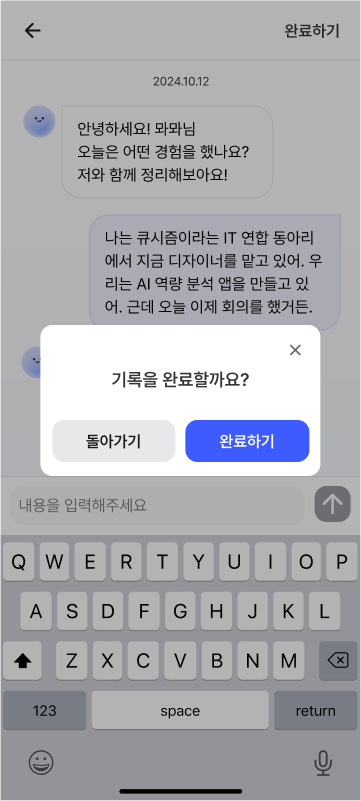 완료하기
2024.10.12
안녕하세요! 뫄뫄님
오늘은 어떤 경험을 했나요?
저와 함께 정리해보아요!
나는 큐시즘이라는 IT 연합 동아리
에서 지금 디자이너를 맡고 있어. 우
리는 AI 역량 분석 앱을 만들고 있
어. 근데 오늘 이제 회의를 했거든.
기록을 완료할까요?
돌아가기 완료하기
내용을 입력해주세요
Q W E R T Y U I O P
A S D F G H J K L
Z X C V B N M
123 space return